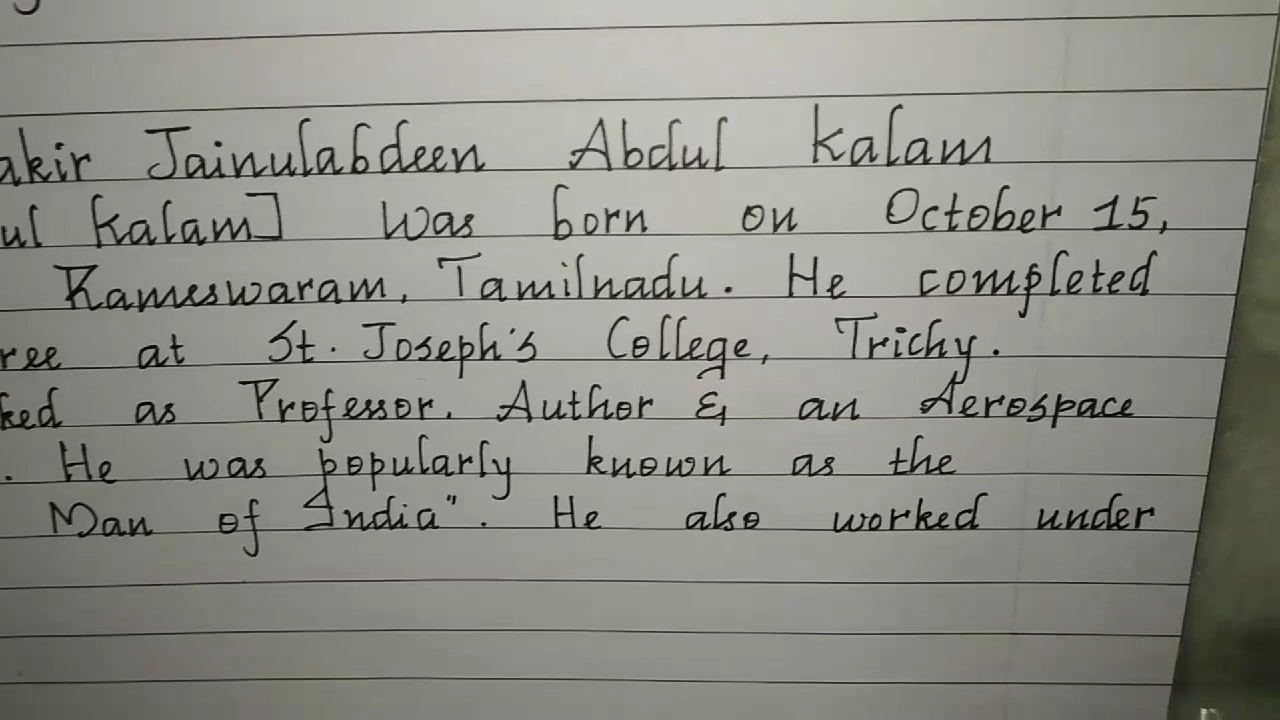 akir Jainulabdeen Abdul Kalam
ul Kalam] was born on October 15,
Rameswaram, Tamilnadu. He completed
ree at St. Joseph's College, Trichy.
ked as Professor, Author & an Aerospace
. He was popularly known as the
Man of India". He also worked under